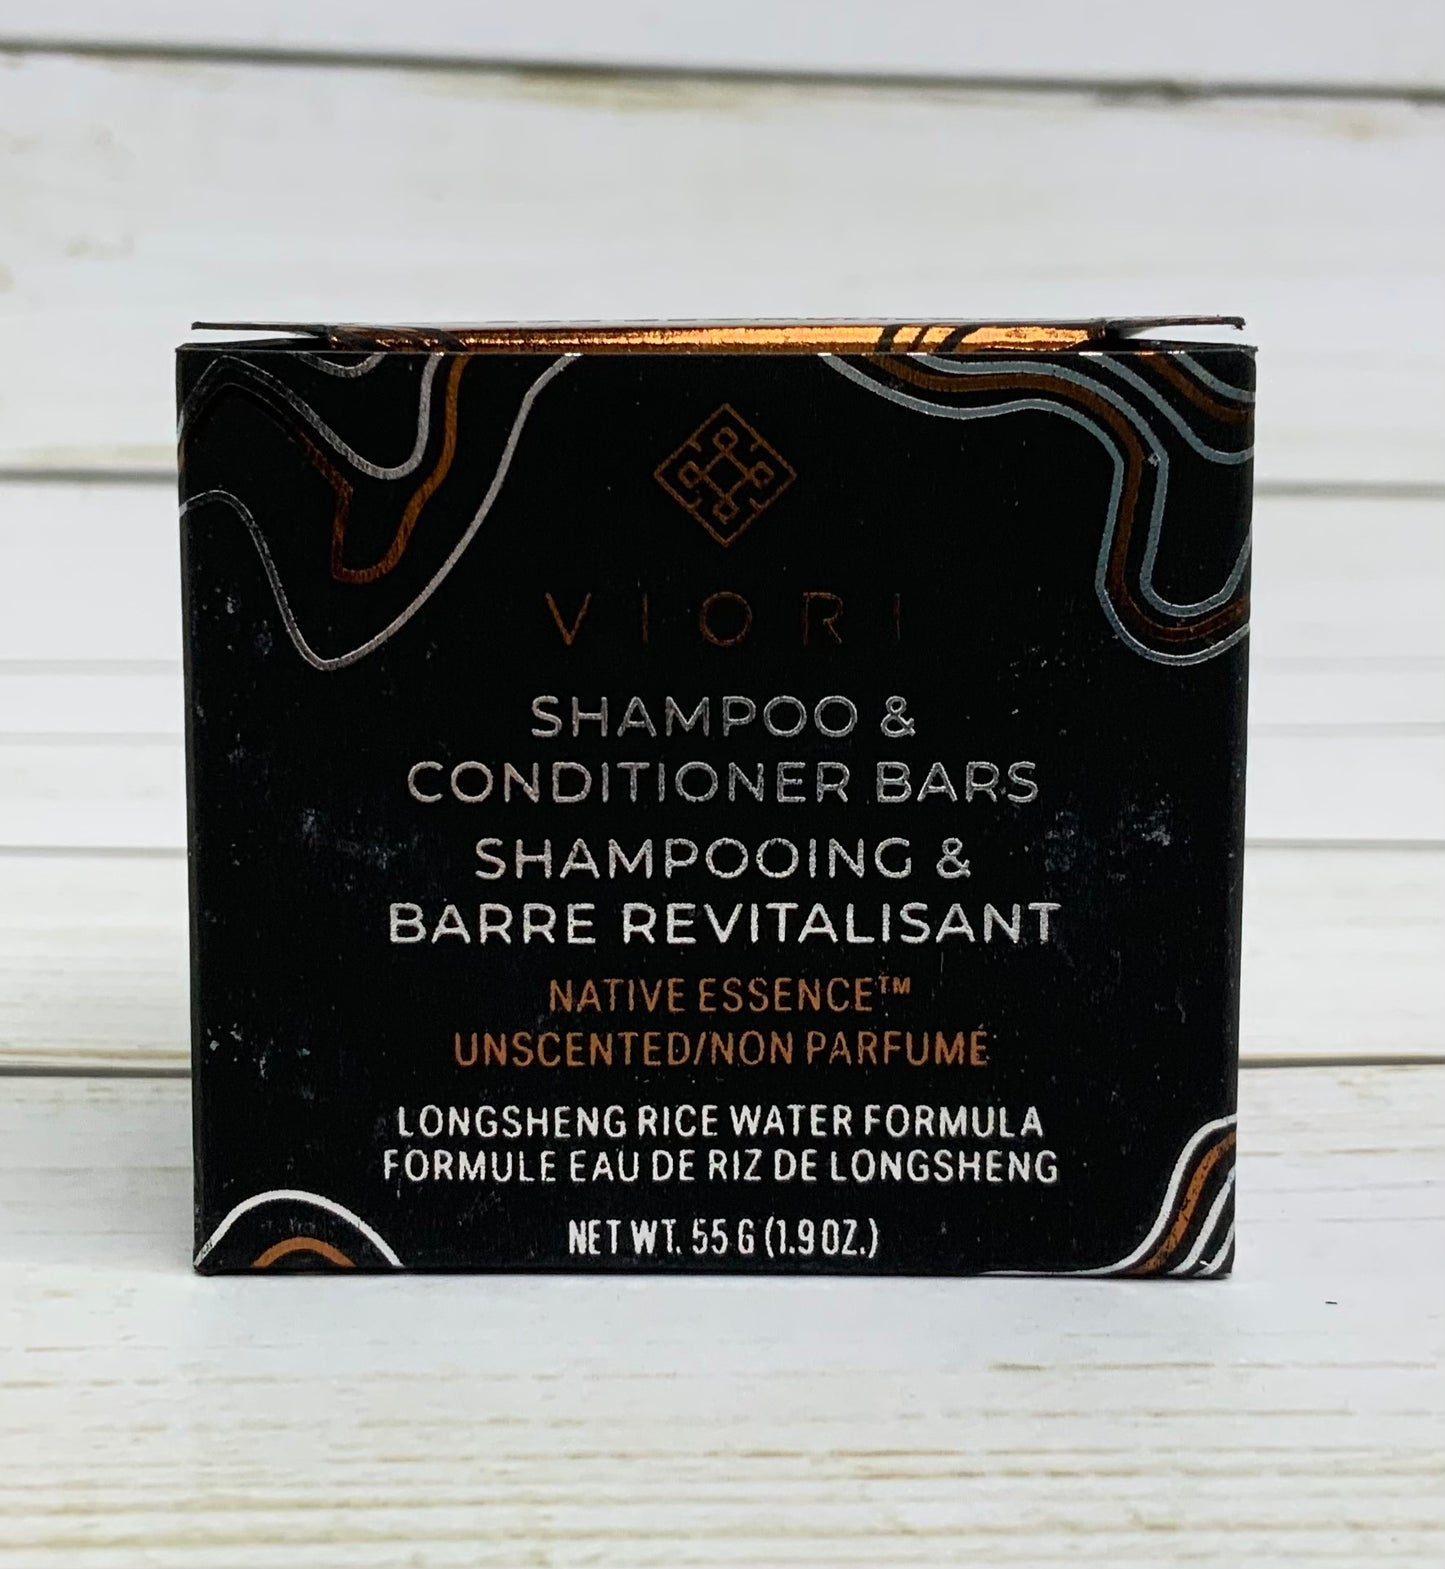 VIORI
SHAMPOO &
CONDITIONER BARS
SHAMPOOING &
BARRE REVITALISANT
NATIVE ESSENCE™
UNSCENTED/NON PARFUMÉ
LONGSHENG RICE WATER FORMULA
FORMULE EAU DE RIZ DE LONGSHENG
NET WT. 55 G (1.9 OZ.)